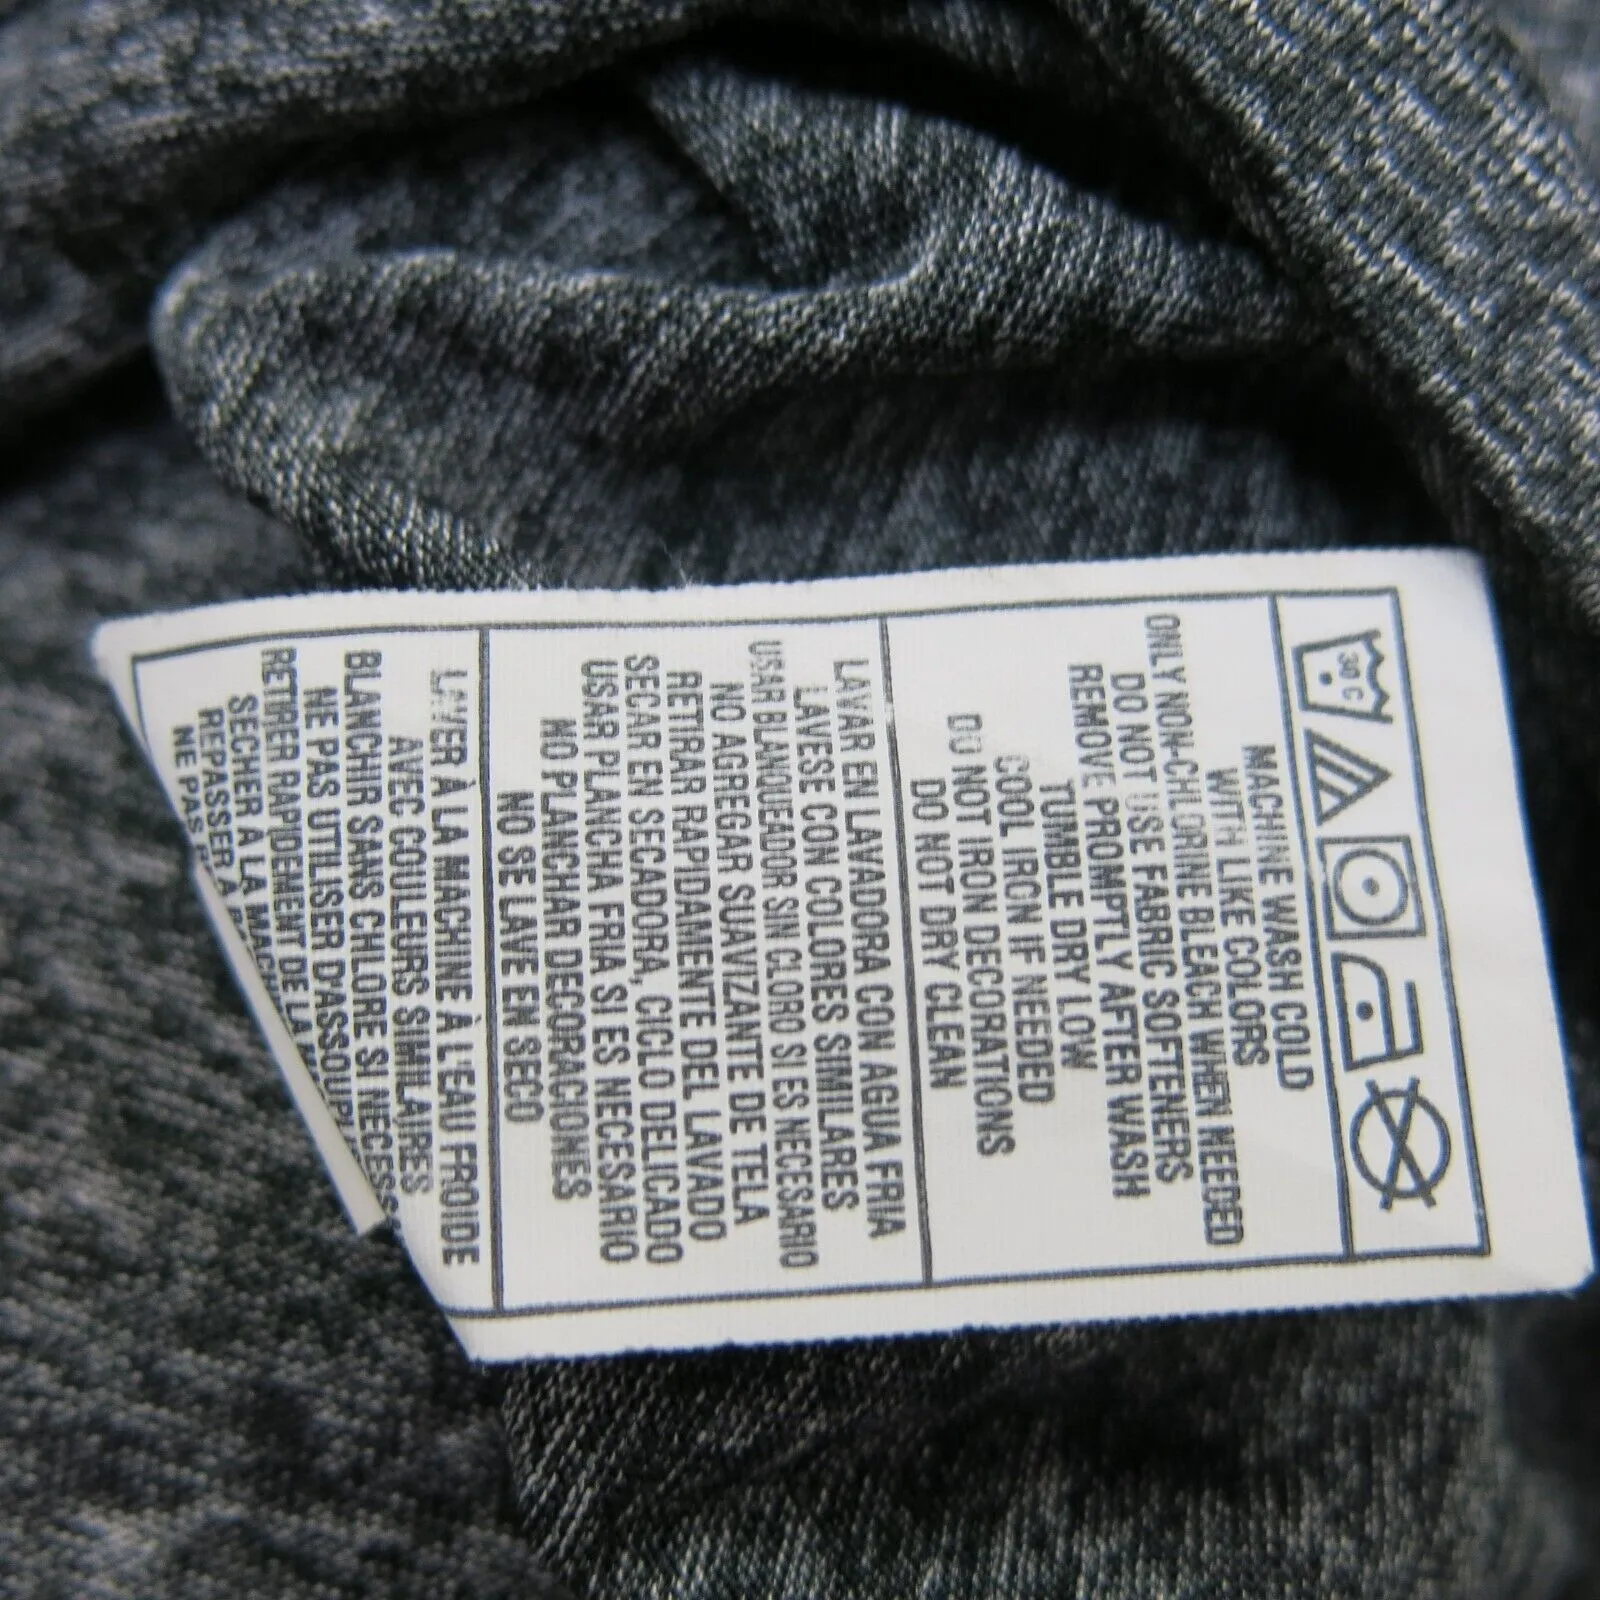 30 C
MACHINE WASH COLD
WITH LIKE COLORS
ONLY NON-CHLORINE BLEACH WHEN NEEDED
DO NOT USE FABRIC SOFTENERS
REMOVE PROMPTLY AFTER WASH
TUMBLE DRY LOW
COOL IRON IF NEEDED
DO NOT IRON DECORATIONS
DO NOT DRY CLEAN
LAVAR EN LAVADORA CON AGUA FRIA
LAVESE CON COLORES SIMILARES
USAR BLANQUEADOR SIN CLORO SI ES NECESARIO
NO AGREGAR SUAVIZANTE DE TELA
RETIRAR RAPIDAMENTE DEL LAVADO
SECAR EN SECADORA, CICLO DELICADO
USAR PLANCHA FRIA SI ES NECESARIO
NO PLANCHAR DECORACIONES
NO SE LAVE EN SECO
LAVER À LA MACHINE À L'EAU FROIDE
AVEC COULEURS SIMILAIRES
BLANCHIR SANS CHLORE SI
NE PAS UTILISER
RETIRER RAPIDEMENT DE LA
SECHER À LA
REPASSER À
NE PAS